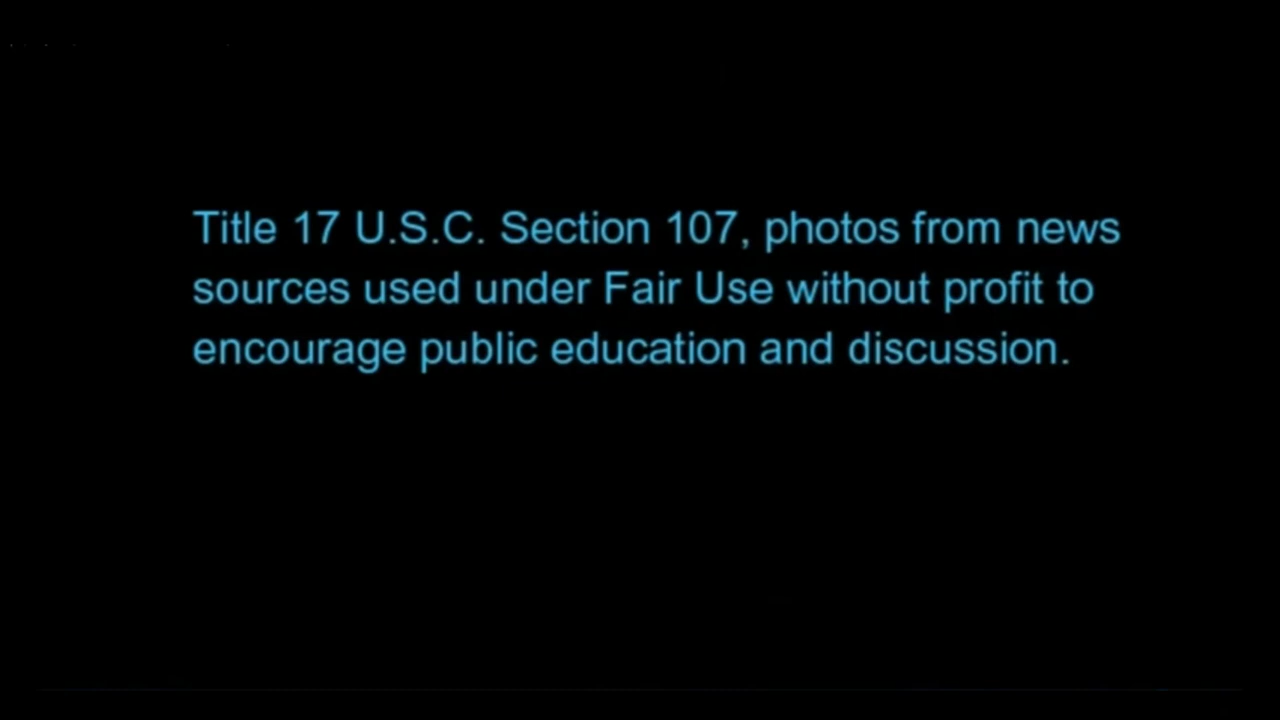 Title 17 U.S.C. Section 107, photos from news
sources used under Fair Use without profit to
encourage public education and discussion.